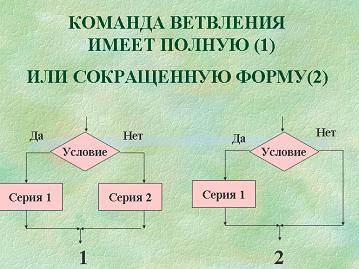 КОМАНДА ВЕТВЛЕНИЯ
ИМЕЕТ ПОЛНУЮ (1)
ИЛИ СОКРАЩЕННУЮ ФОРМУ(2)
Да Условие Нет
Серия 1 Серия 2
1
Да Условие Нет
Серия 1
2